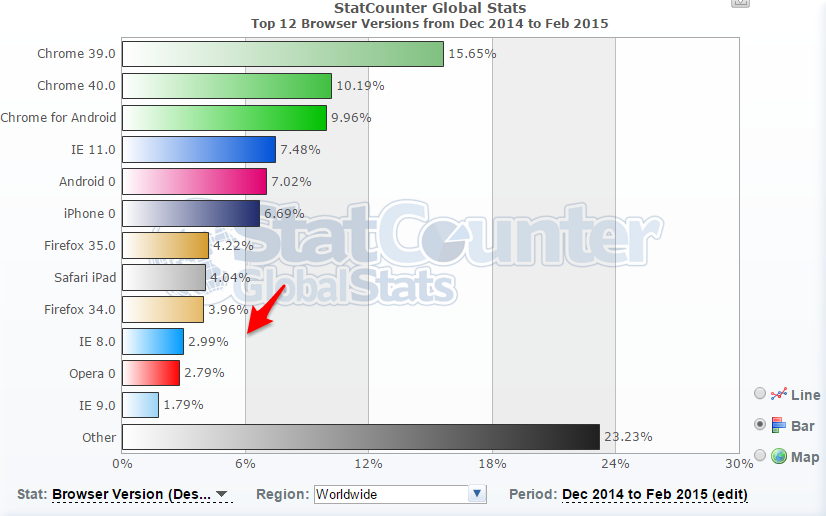 StatCounter Global Stats
Top 12 Browser Versions from Dec 2014 to Feb 2015
Chrome 39.0 15.65%
Chrome 40.0 10.19%
Chrome for Android 9.96%
IE 11.0 7.48%
Android 0 7.02%
iPhone 0 6.69%
Firefox 35.0 4.22%
Safari iPad 4.04%
Firefox 34.0 3.96%
IE 8.0 2.99%
Opera 0 2.79%
IE 9.0 1.79%
Other 23.23%
0% 6% 12% 18% 24% 30%
StatCounter
GlobalStats
Line
Bar
Map
Stat: Browser Version (Des... Region: Worldwide Period: Dec 2014 to Feb 2015 (edit)